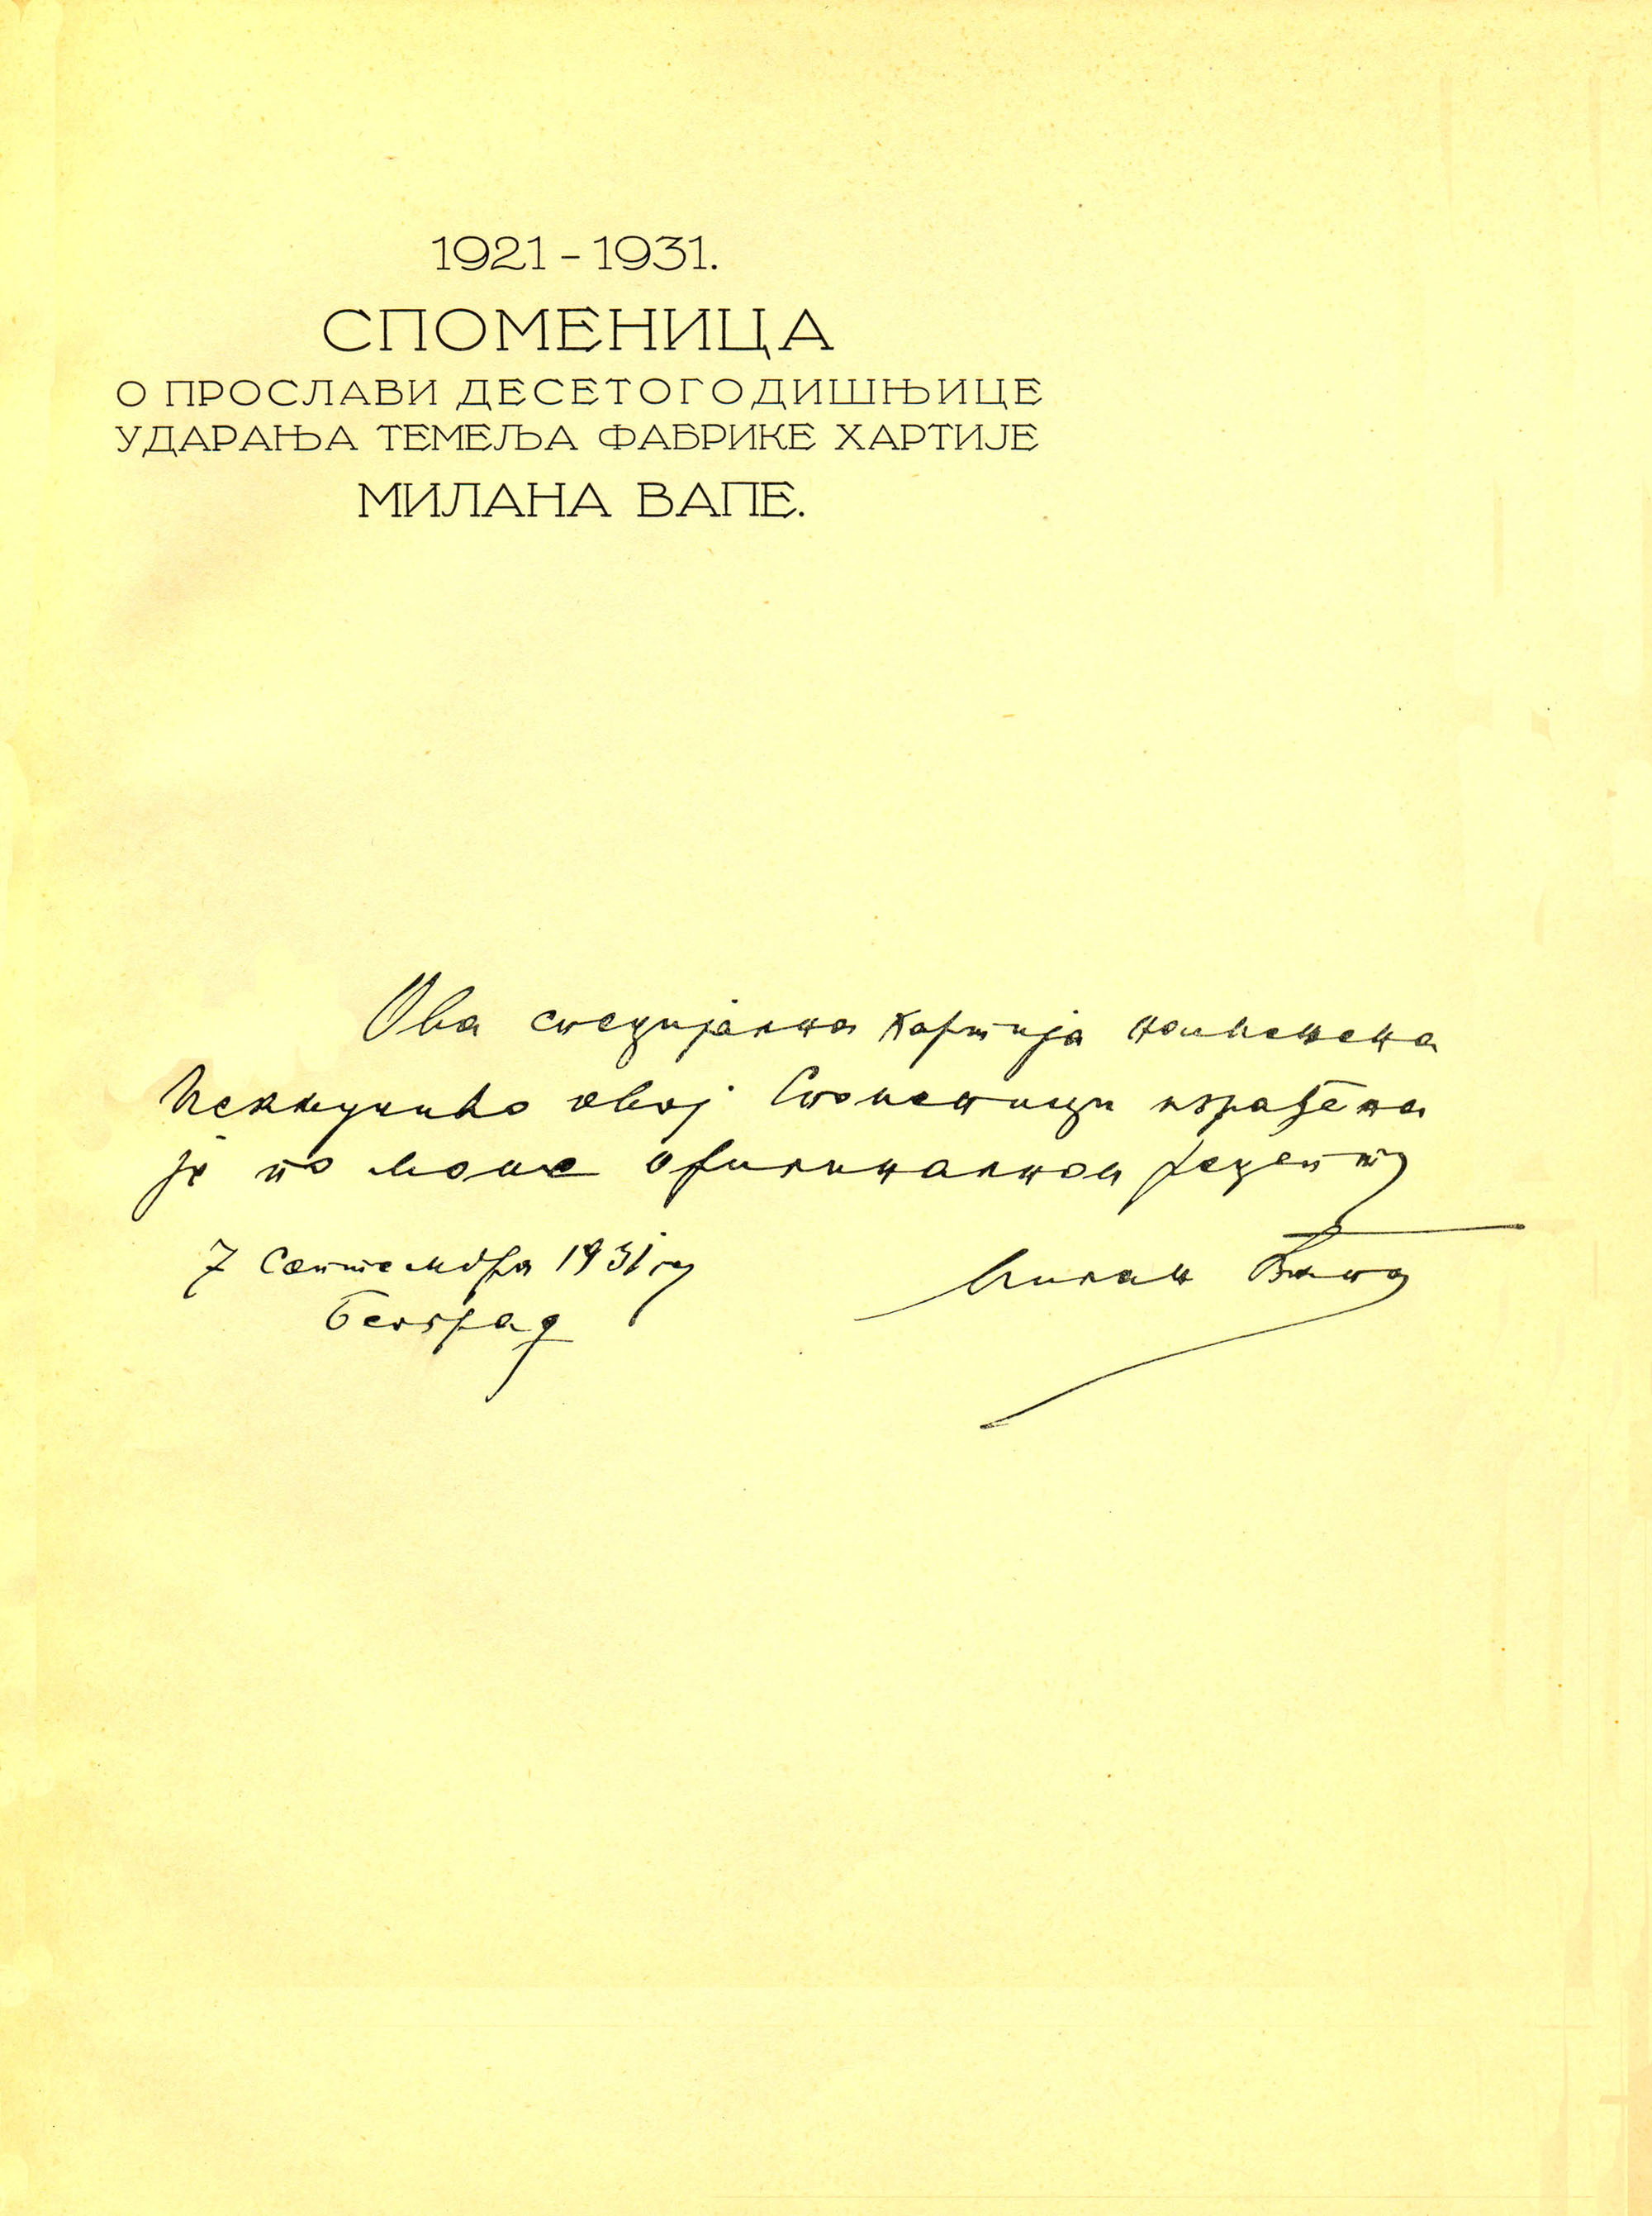 1921 - 1931.
СПОМЕНИЦА
О ПРОСЛАВИ ДЕСЕТОГОДИШЊИЦЕ
УДАРАЊА ТЕМЕЉА ФАБРИКЕ ХАРТИЈЕ
МИЛАНА ВАПЕ.
Ова специјална хартија намењена
искључиво овој Споменици израђена
је по моме оригиналном рецепту
7 септембра 1931 гу
Београд
Милан Вапа